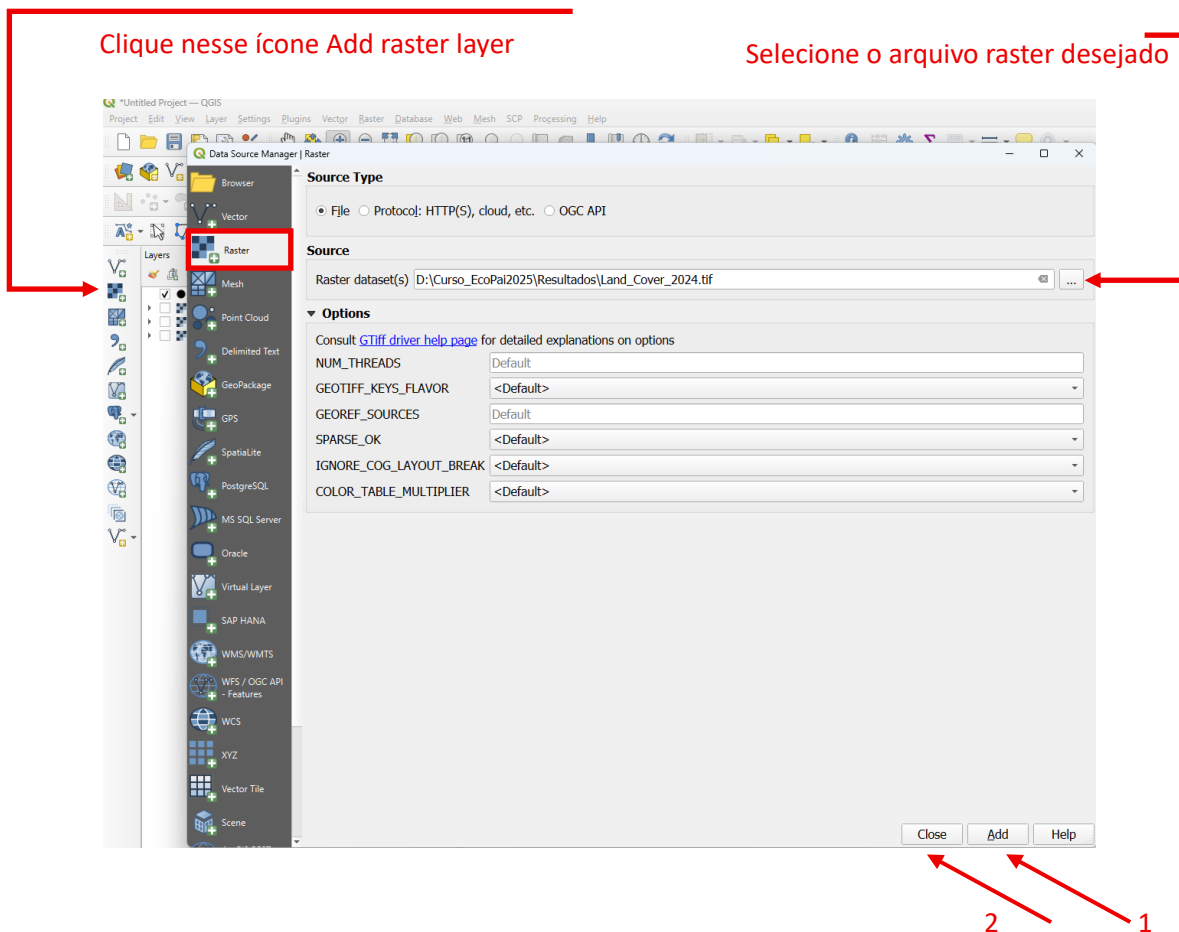 Clique nesse ícone Add raster layer
Selecione o arquivo raster desejado
*Untitled Project — QGIS
Project Edit View Layer Settings Plugins Vector Raster Database Web Mesh SCP Processing Help
Data Source Manager | Raster
Browser
Vector
Raster
Mesh
Point Cloud
Delimited Text
GeoPackage
GPS
SpatiaLite
PostgreSQL
MS SQL Server
Oracle
Virtual Layer
SAP HANA
WMS/WMTS
WFS / OGC API
- Features
WCS
XYZ
Vector Tile
Scene
Layers
Source Type
File Protocol: HTTP(S), cloud, etc. OGC API
Source
Raster dataset(s) D:\Curso_EcoPai2025\Resultados\Land_Cover_2024.tif ...
Options
Consult GTiff driver help page for detailed explanations on options
NUM_THREADS Default
GEOTIFF_KEYS_FLAVOR <Default>
GEOREF_SOURCES Default
SPARSE_OK <Default>
IGNORE_COG_LAYOUT_BREAK <Default>
COLOR_TABLE_MULTIPLIER <Default>
Close Add Help
2 1